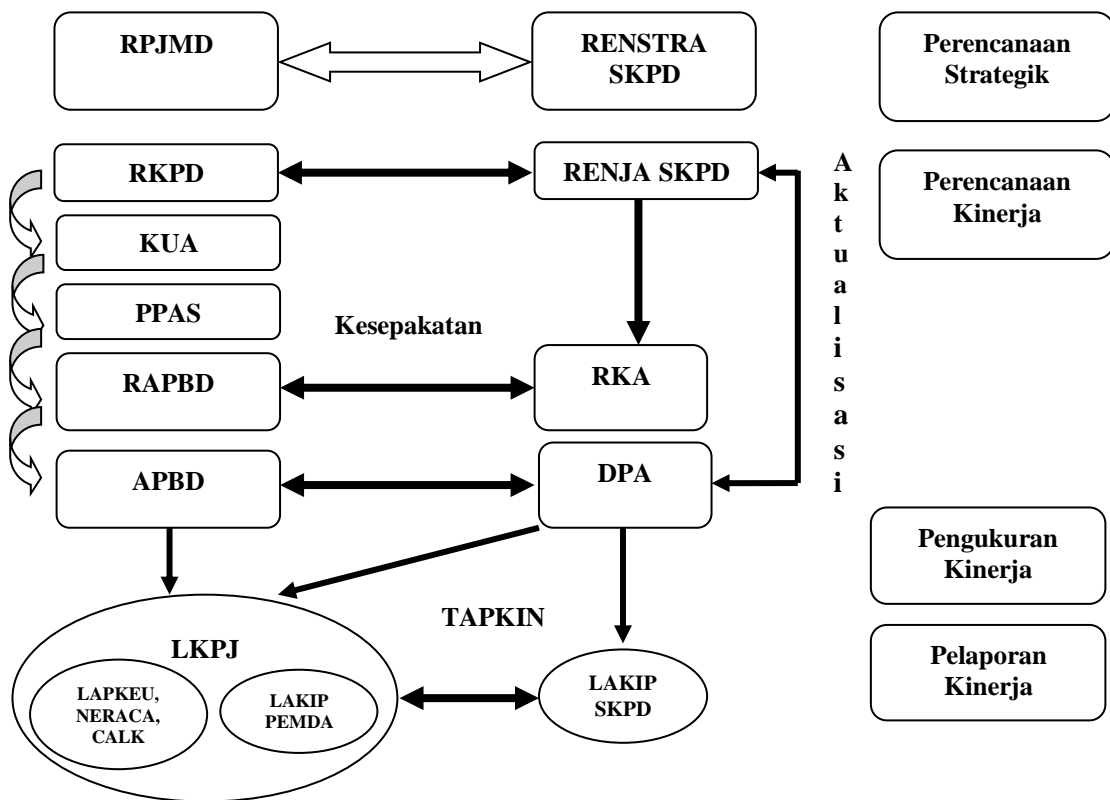 RPJMD
RENSTRA
SKPD
Perencanaan
Strategik
RKPD
RENJA SKPD
Perencanaan
Kinerja
Aktualisasi
KUA
PPAS
Kesepakatan
RAPBD
RKA
APBD
DPA
Pengukuran
Kinerja
TAPKIN
LKPJ
LAPKEU,
NERACA,
CALK
LAKIP
PEMDA
LAKIP
SKPD
Pelaporan
Kinerja